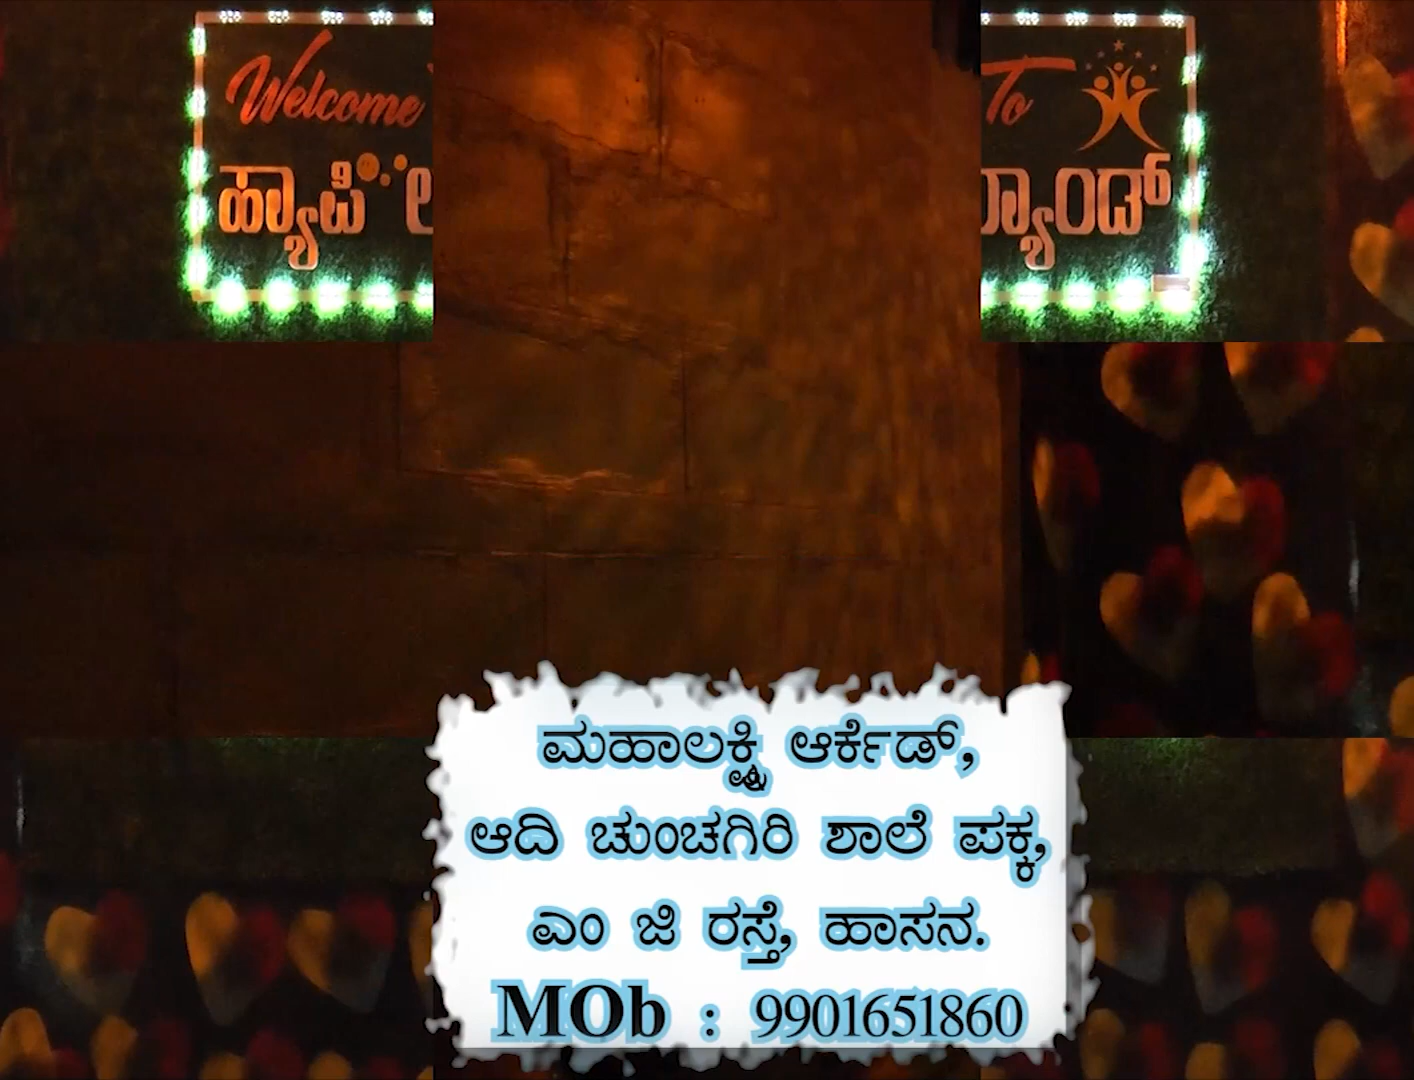 Welcome To
ಹ್ಯಾಪಿ ಲ್ಯಾಂಡ್
ಮಹಾಲಕ್ಷ್ಮಿ ಆರ್ಕೆಡ್,
ಆದಿ ಚುಂಚಗಿರಿ ಶಾಲೆ ಪಕ್ಕ,
ಎಂ ಜಿ ರಸ್ತೆ, ಹಾಸನ.
MOb : 9901651860